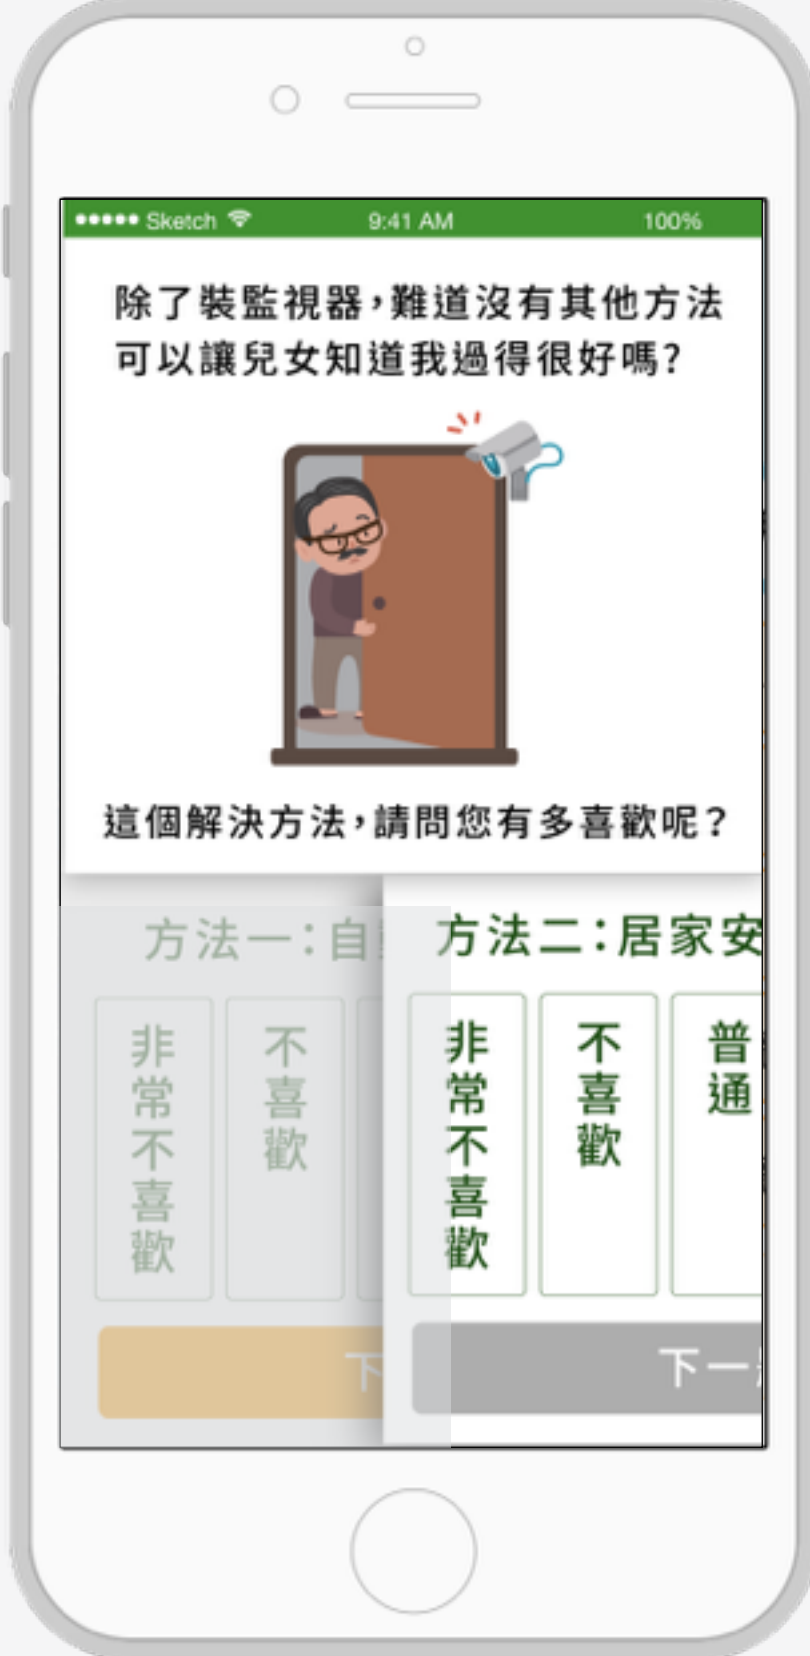 Sketch 9:41 AM 100%
除了裝監視器,難道沒有其他方法
可以讓兒女知道我過得很好嗎?
這個解決方法,請問您有多喜歡呢?
方法一:自
非常不喜歡
不喜歡
下
方法二:居家安
非常不喜歡
不喜歡
普通
下一